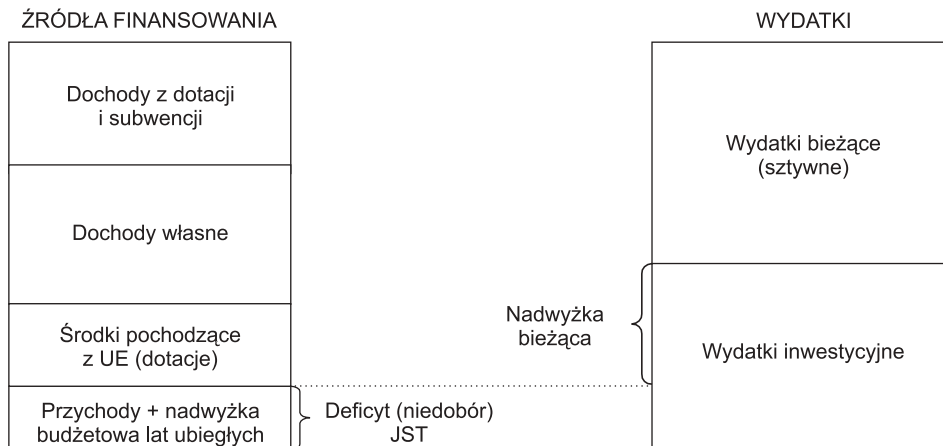 ŹRÓDŁA FINANSOWANIA
Dochody z dotacji
i subwencji
Dochody własne
Środki pochodzące
z UE (dotacje)
Przychody + nadwyżka
budżetowa lat ubiegłych
Deficyt (niedobór)
JST
Nadwyżka
bieżąca
WYDATKI
Wydatki bieżące
(sztywne)
Wydatki inwestycyjne